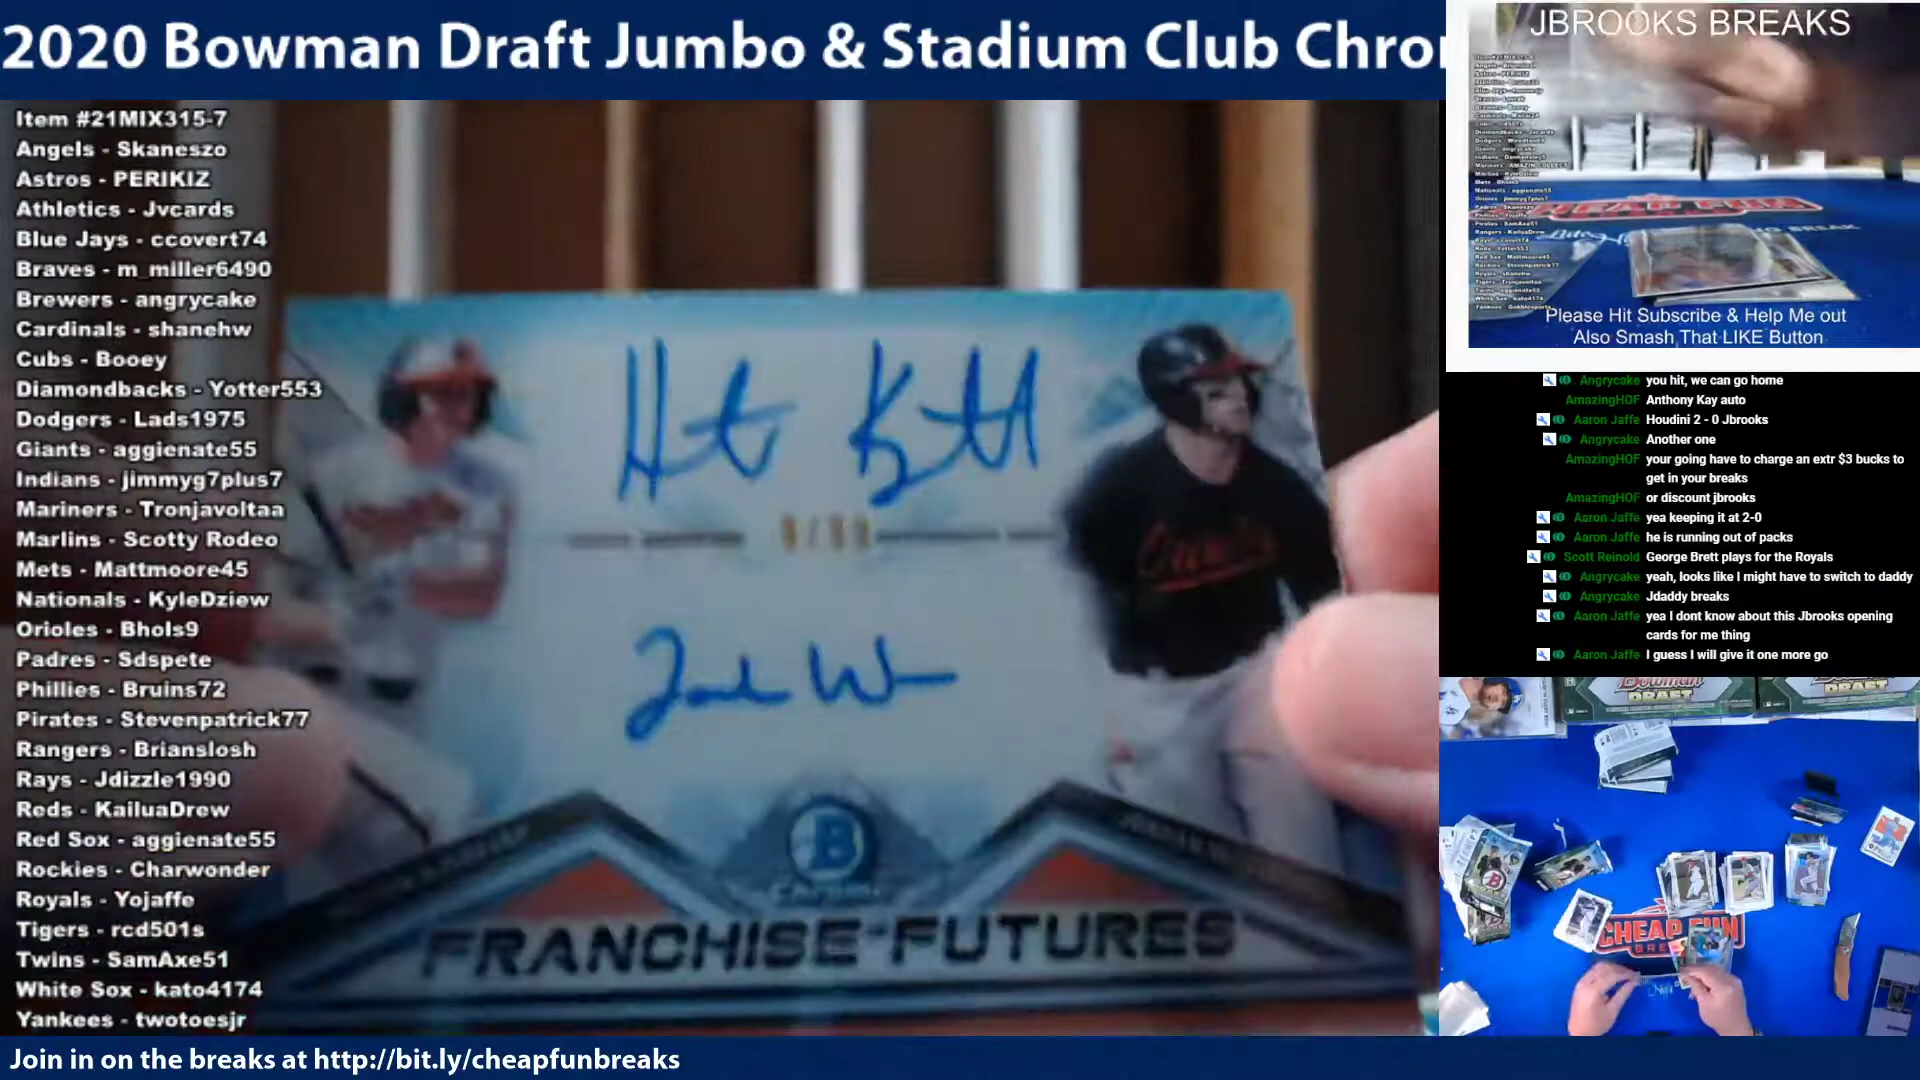 2020 Bowman Draft Jumbo & Stadium Club Chro
Item #21MIX315-7
Angels - Skaneszo
Astros - PERIKIZ
Athletics - Jvcards
Blue Jays - ccovert74
Braves - m_miller6490
Brewers - angrycake
Cardinals - shanehw
Cubs - Booey
Diamondbacks - Yotter553
Dodgers - Lads1975
Giants - aggienate55
Indians - jimmyg7plus7
Mariners - Tronjavoltaa
Marlins - Scotty Rodeo
Mets - Mattmoore45
Nationals - KyleDziew
Orioles - Bhols9
Padres - Sdspete
Phillies - Bruins72
Pirates - Stevenpatrick77
Rangers - Brianslosh
Rays - Jdizzle1990
Reds - KailuaDrew
Red Sox - aggienate55
Rockies - Charwonder
Royals - Yojaffe
Tigers - rcd501s
Twins - SamAxe51
White Sox - kato4174
Yankees - twotoesjr
Orioles
B
FRANCHISE FUTURES
JBROOKS BREAKS
CHEAP FUN
Please Hit Subscribe & Help Me out
Also Smash That LIKE Button
Angrycake you hit, we can go home
AmazingHOF Anthony Kay auto
Aaron Jaffe Houdini 2 - 0 Jbrooks
Angrycake Another one
AmazingHOF your going have to charge an extr $3 bucks to
get in your breaks
AmazingHOF or discount jbrooks
Aaron Jaffe yea keeping it at 2-0
Aaron Jaffe he is running out of packs
Scott Reinold George Brett plays for the Royals
Angrycake yeah, looks like I might have to switch to daddy
Angrycake Jdaddy breaks
Aaron Jaffe yea I dont know about this Jbrooks opening
cards for me thing
Aaron Jaffe I guess I will give it one more go
Bowman
DRAFT
DRAFT
CHEAP FUN
Join in on the breaks at http://bit.ly/cheapfunbreaks